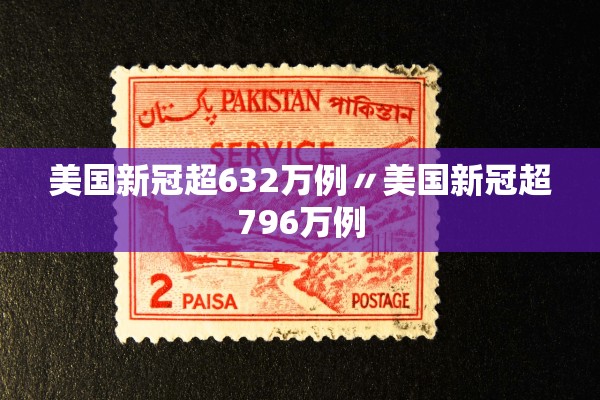 پاکستان PAKISTAN পাকিস্তান
SERVICE
美国新冠超632万例〃美国新冠超
796万例
2 PAISA POSTAGE